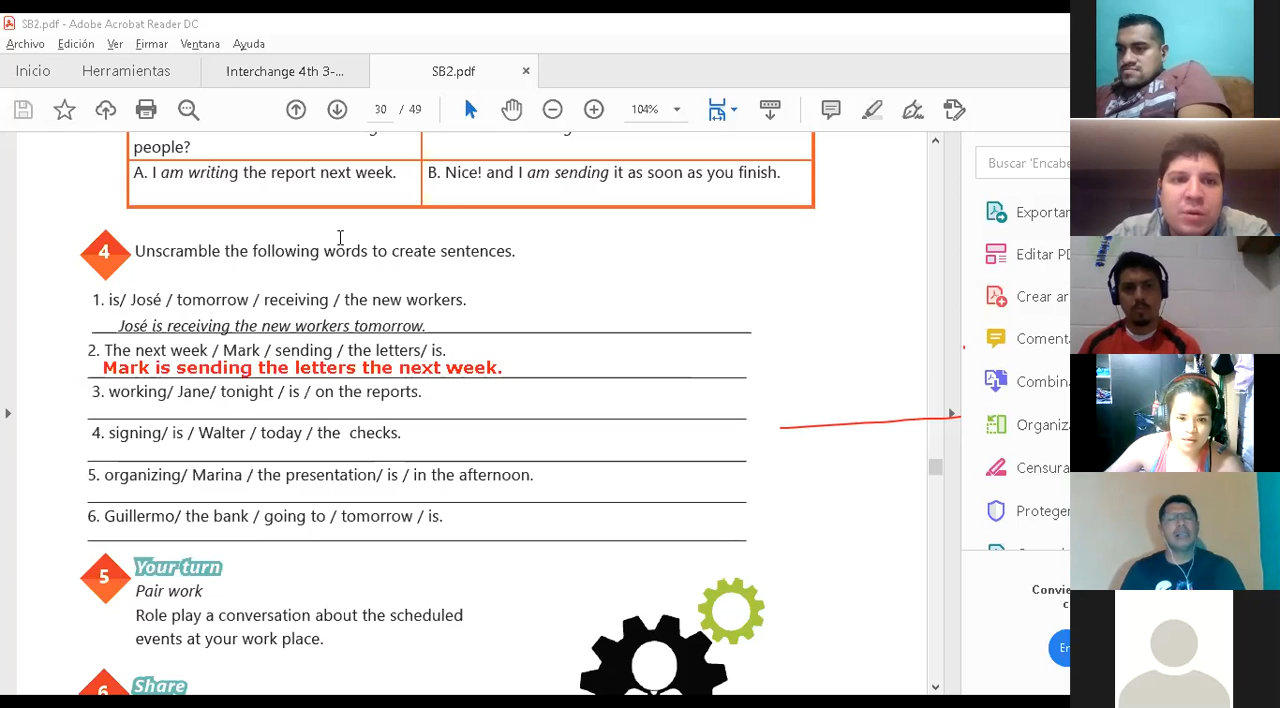 SB2.pdf - Adobe Acrobat Reader DC
Archivo Edición Ver Firmar Ventana Ayuda
Inicio Herramientas Interchange 4th 3-... SB2.pdf ×
30 / 49 104%
people?
A. I am writing the report next week. B. Nice! and I am sending it as soon as you finish.
4 Unscramble the following words to create sentences.
1. is/ José / tomorrow / receiving / the new workers.
José is receiving the new workers tomorrow.
2. The next week / Mark / sending / the letters/ is.
Mark is sending the letters the next week.
3. working/ Jane/ tonight / is / on the reports.
4. signing/ is / Walter / today / the checks.
5. organizing/ Marina / the presentation/ is / in the afternoon.
6. Guillermo/ the bank / going to / tomorrow / is.
5 Your turn
Pair work
Role play a conversation about the scheduled
events at your work place.
6 Share
Buscar 'Encabe
Exportar
Editar PD
Crear ar
Comenta
Combina
Organiza
Censura
Proteger
Convie
c
En